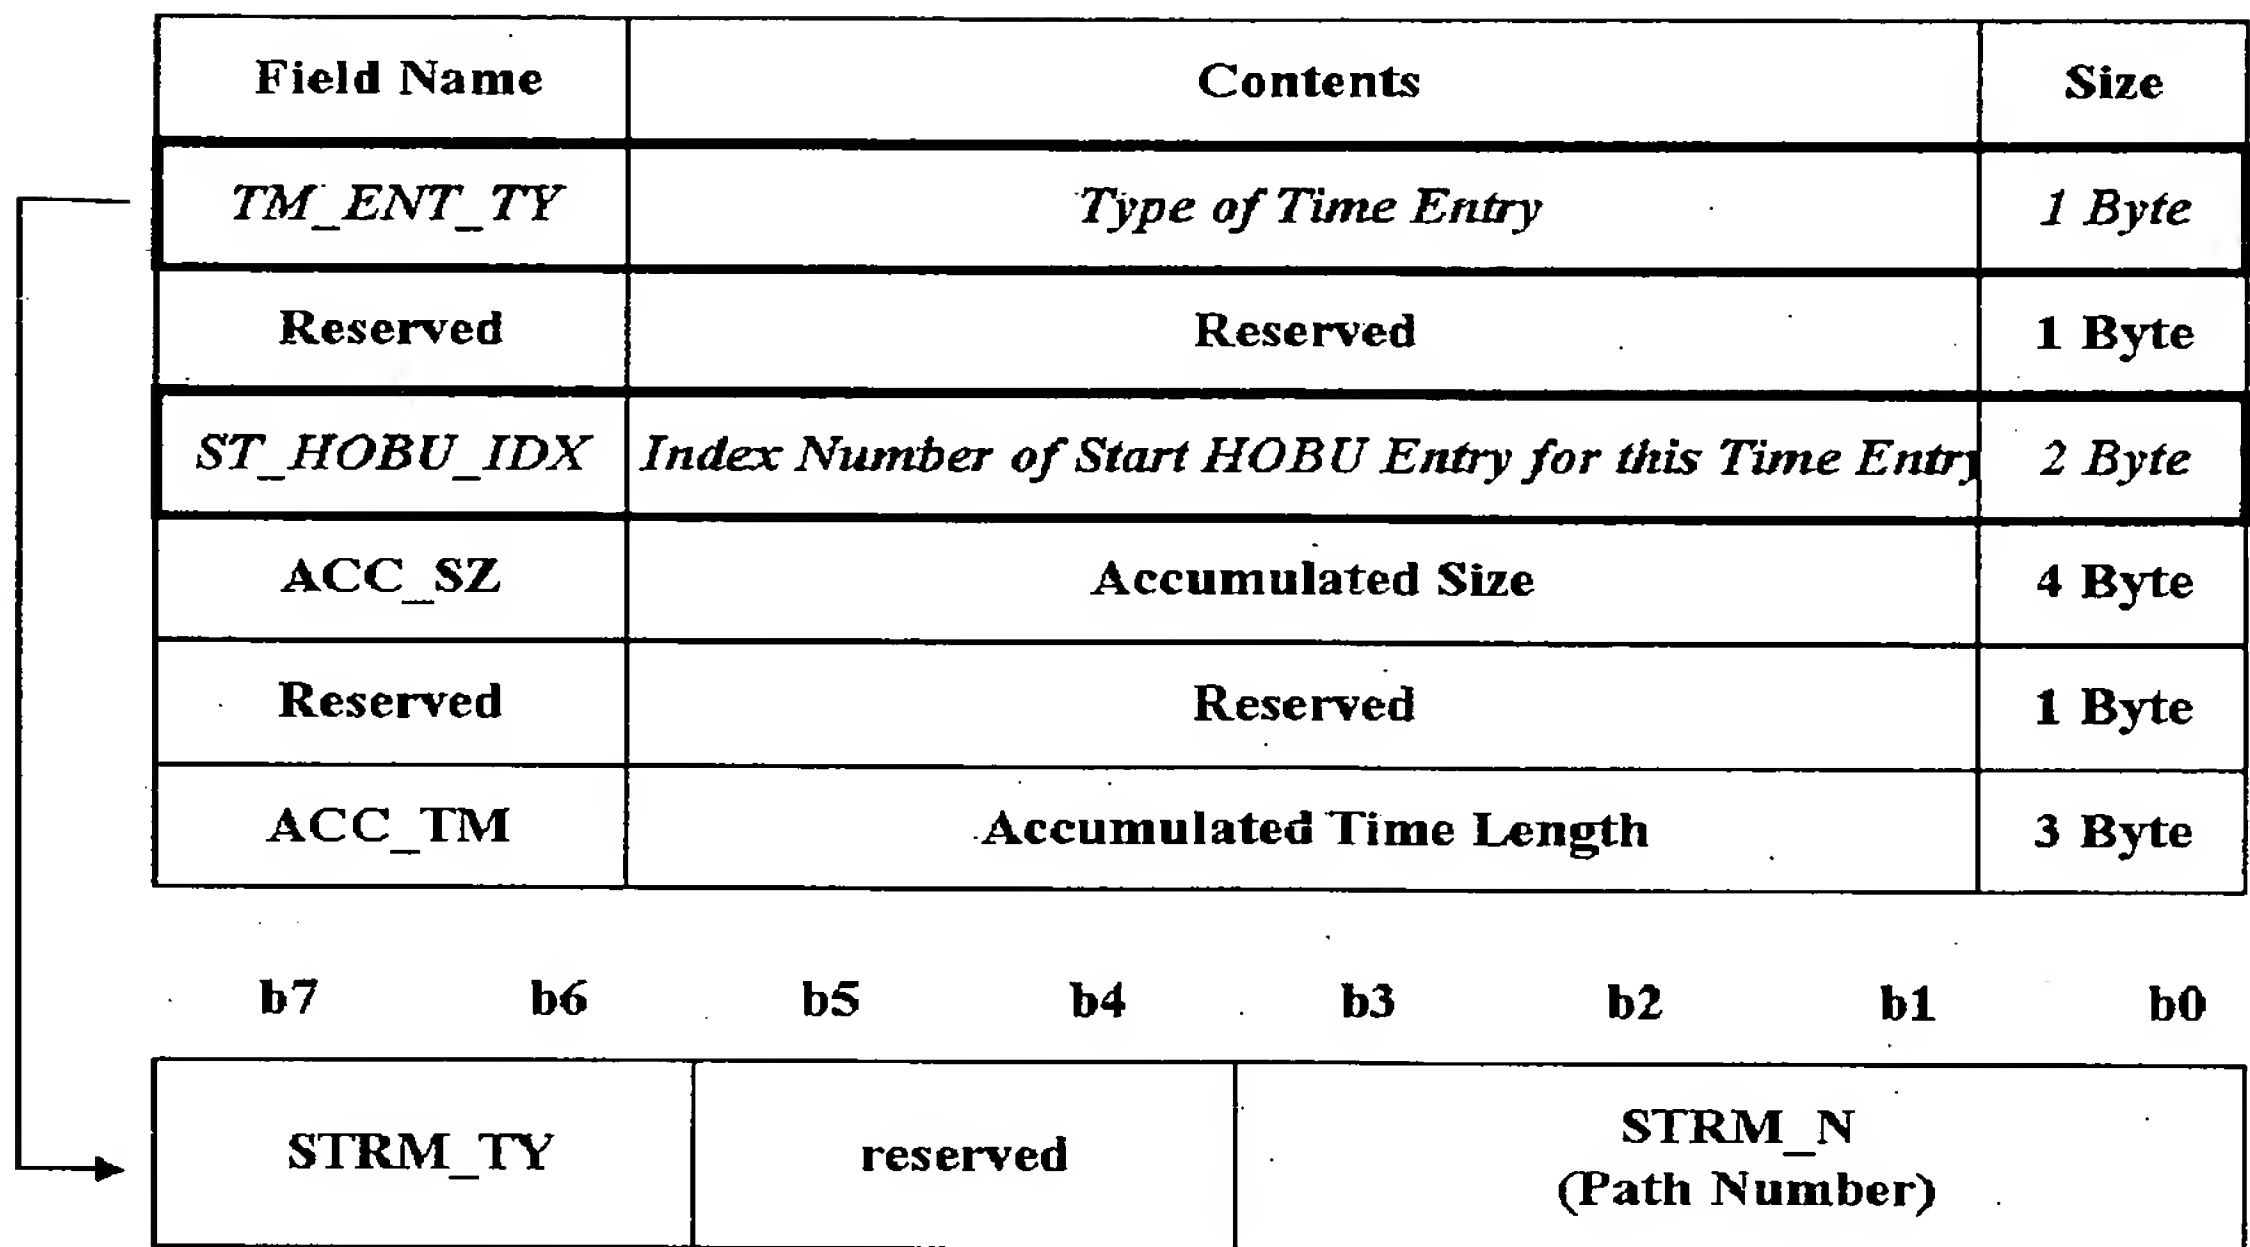 Field Name Contents Size
TM_ENT_TY Type of Time Entry 1 Byte
Reserved Reserved 1 Byte
ST_HOBU_IDX Index Number of Start HOBU Entry for this Time Entry 2 Byte
ACC_SZ Accumulated Size 4 Byte
Reserved Reserved 1 Byte
ACC_TM Accumulated Time Length 3 Byte
b7 b6 b5 b4 b3 b2 b1 b0
STRM_TY reserved STRM_N
(Path Number)